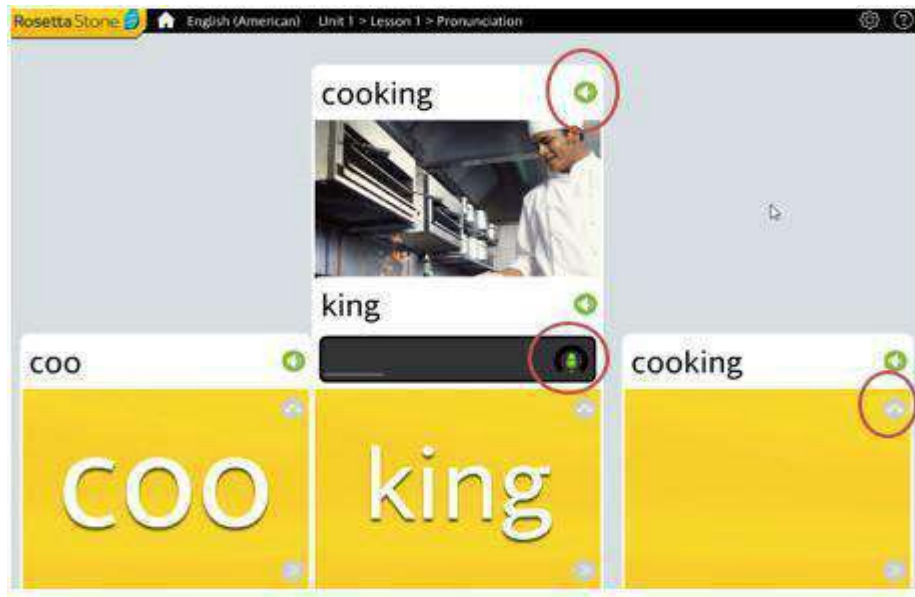 Rosetta Stone English (American) Unit 1 > Lesson 1 > Pronunciation
cooking
king
coo
cooking
coo
king